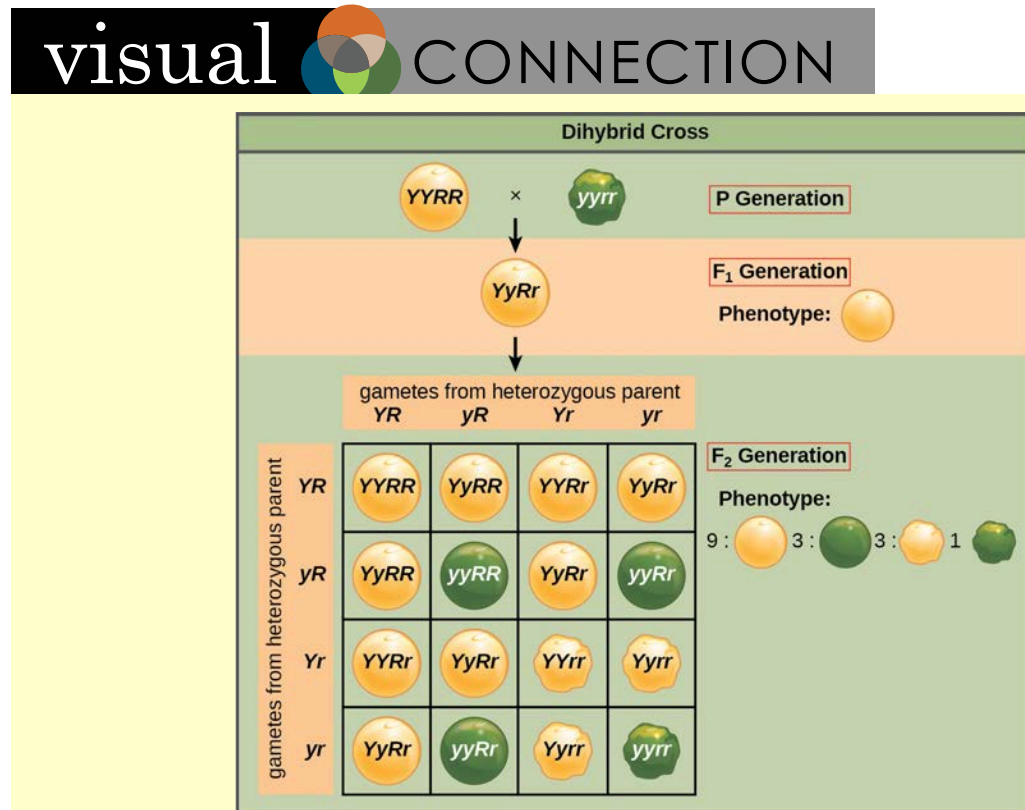 visual CONNECTION
Dihybrid Cross
YYRR × yyrr P Generation
F1 Generation
YyRr
Phenotype:
gametes from heterozygous parent
YR yR Yr yr
F2 Generation
Phenotype:
9 : 3 : 3 : 1
gametes from heterozygous parent
YR YYRR YyRR YYRr YyRr
yR YyRR yyRR YyRr yyRr
Yr YYRr YyRr YYrr Yyrr
yr YyRr yyRr Yyrr yyrr